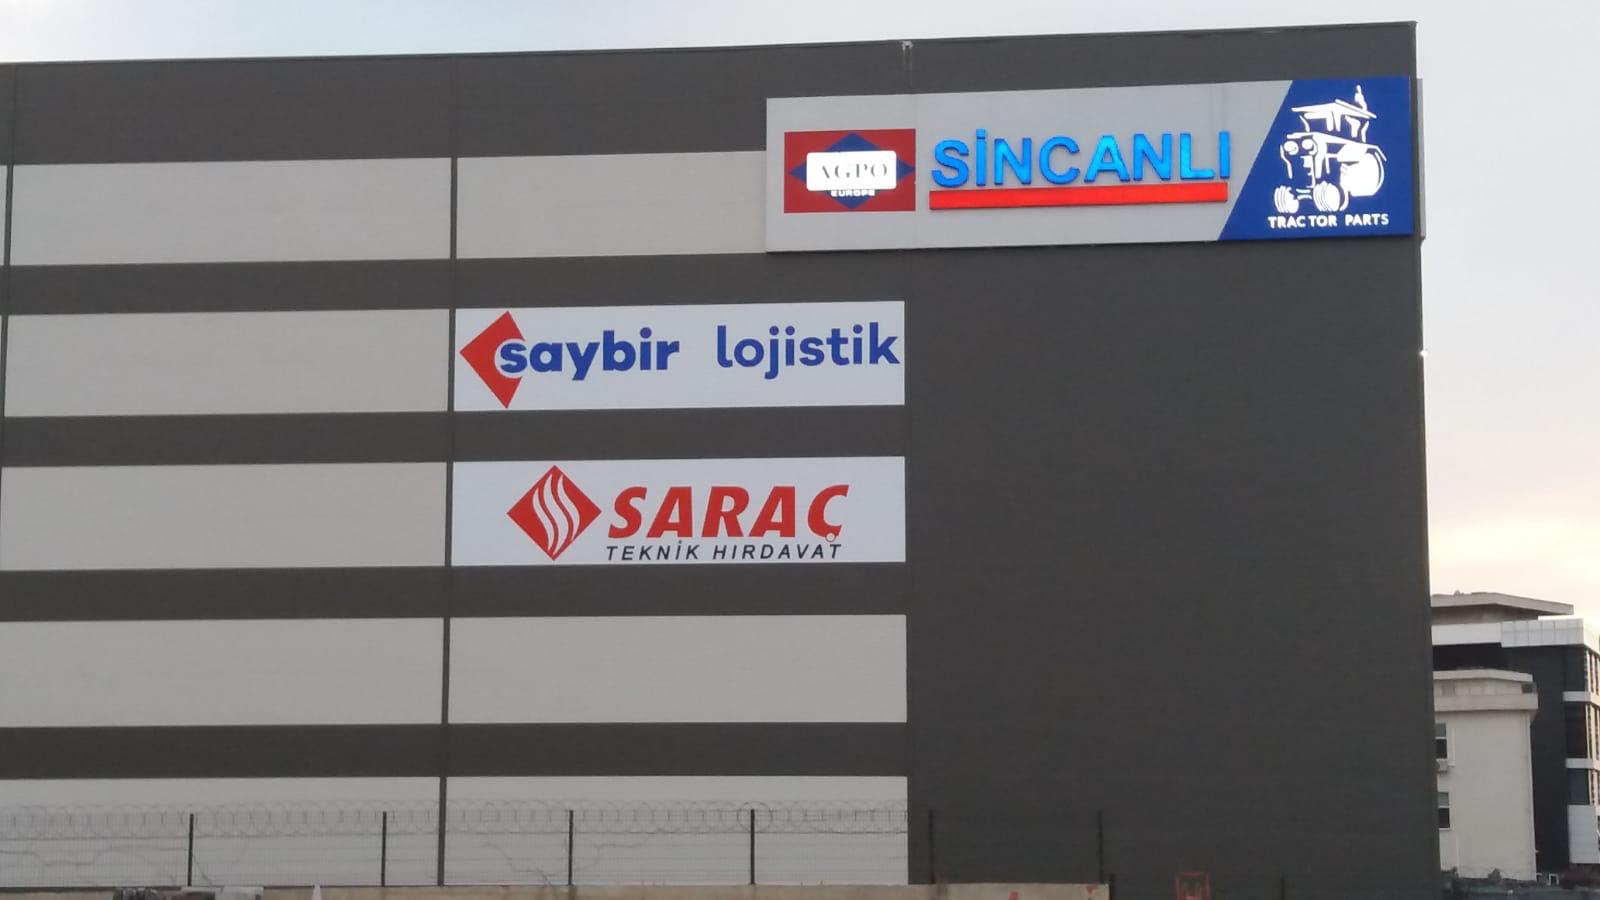 AGPO
EUROPE
SİNCANLI
TRACTOR PARTS
saybir lojistik
SARAÇ
TEKNİK HIRDAVAT